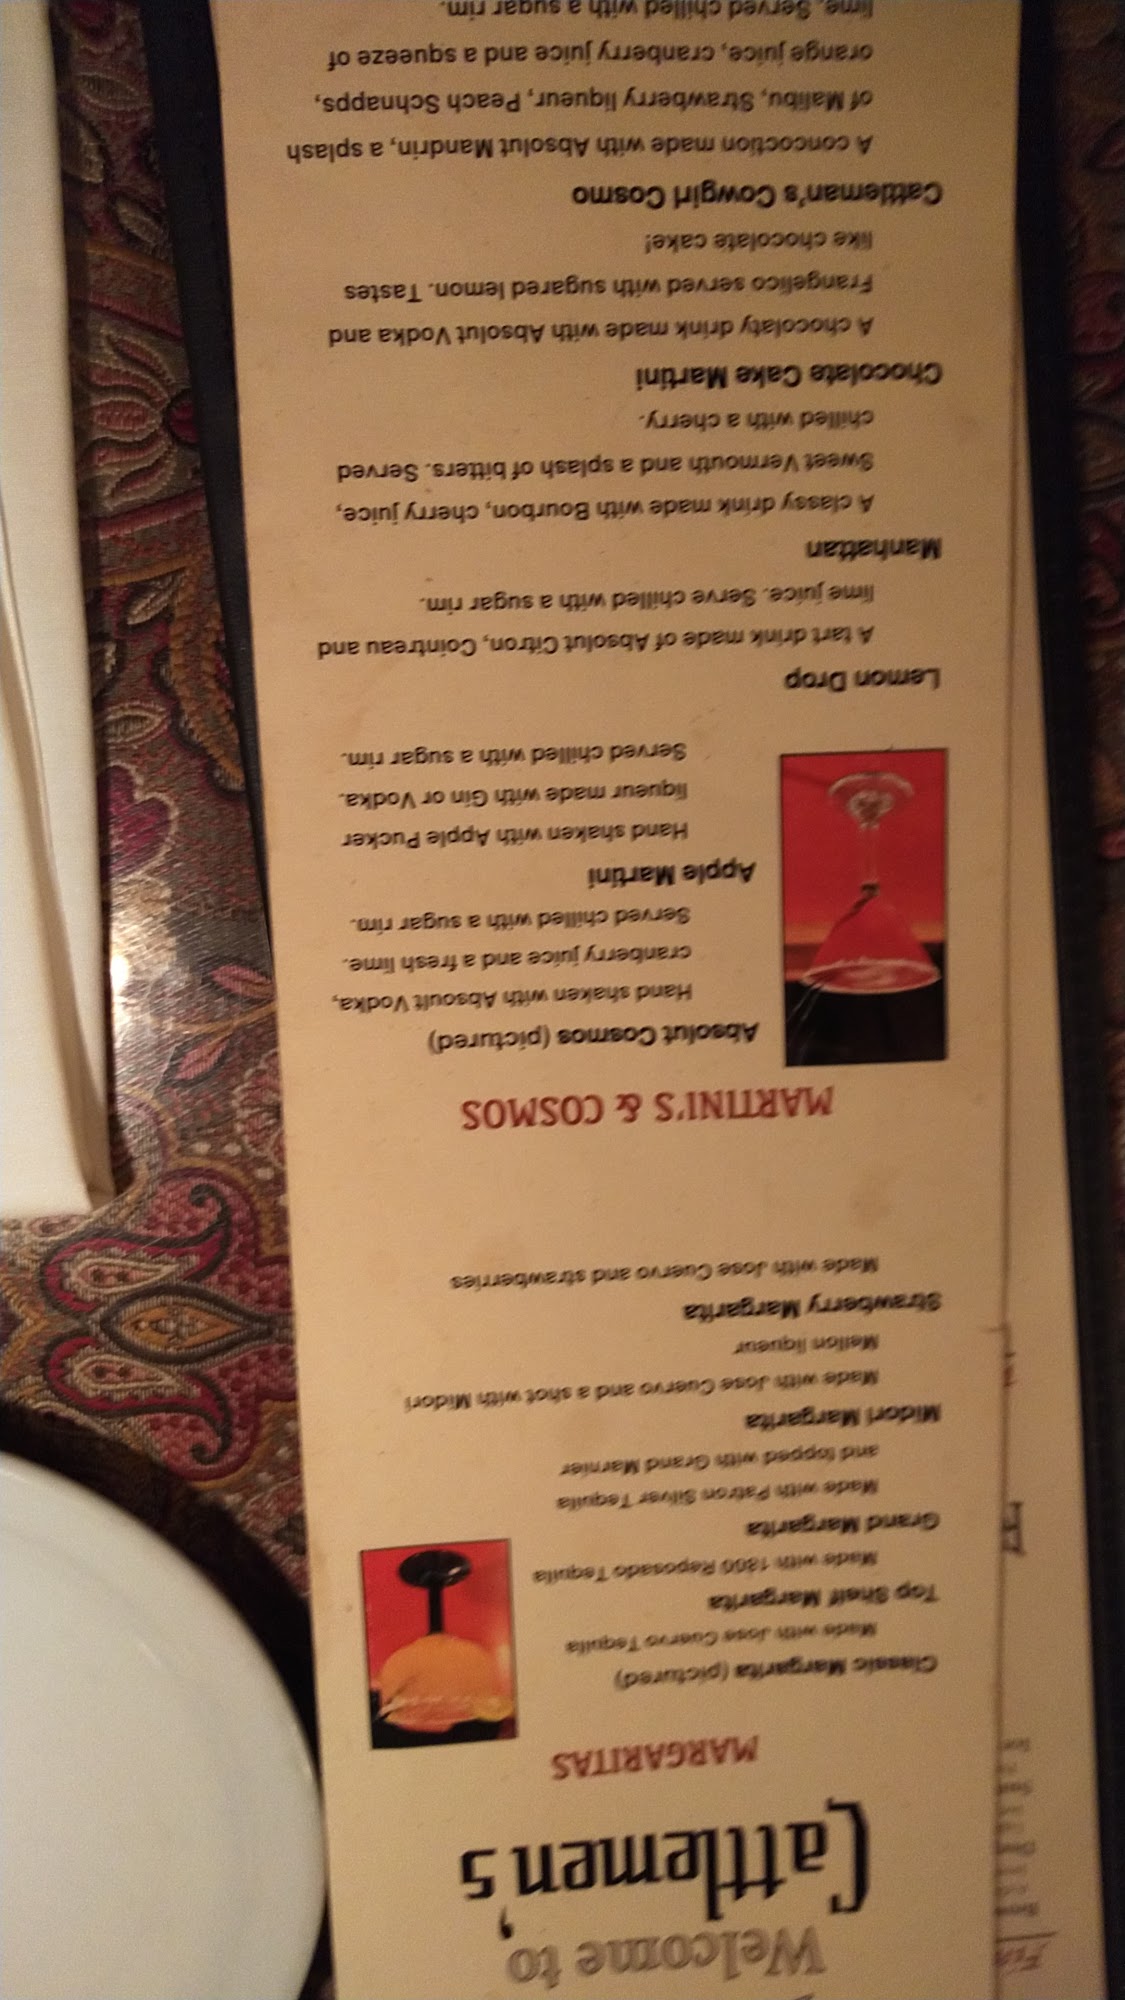 Welcome to
Cattlemen's
MARGARITAS
Classic Margarita (pictured)
Made with Jose Cuervo Tequila
Top Shelf Margarita
Made with 1800 Reposado Tequila
Grand Margarita
Made with Patron Silver Tequila
and topped with Grand Marnier
Midori Margarita
Made with Jose Cuervo and a shot with Midori
Mellon liqueur
Strawberry Margarita
Made with Jose Cuervo and strawberries
MARTINI'S & COSMOS
Absolut Cosmos (pictured)
Hand shaken with Absoult Vodka,
cranberry juice and a fresh lime.
Served chilled with a sugar rim.
Apple Martini
Hand shaken with Apple Pucker
liqueur made with Gin or Vodka.
Served chilled with a sugar rim.
Lemon Drop
A tart drink made of Absolut Citron, Cointreau and
lime juice. Serve chilled with a sugar rim.
Manhattan
A classy drink made with Bourbon, cherry juice,
Sweet Vermouth and a splash of bitters. Served
chilled with a cherry.
Chocolate Cake Martini
A chocolaty drink made with Absolut Vodka and
Frangelico served with sugared lemon. Tastes
like chocolate cake!
Cattleman's Cowgirl Cosmo
A concoction made with Absolut Mandrin, a splash
of Malibu, Strawberry liqueur, Peach Schnapps,
orange juice, cranberry juice and a squeeze of
lime. Served chilled with a sugar rim.